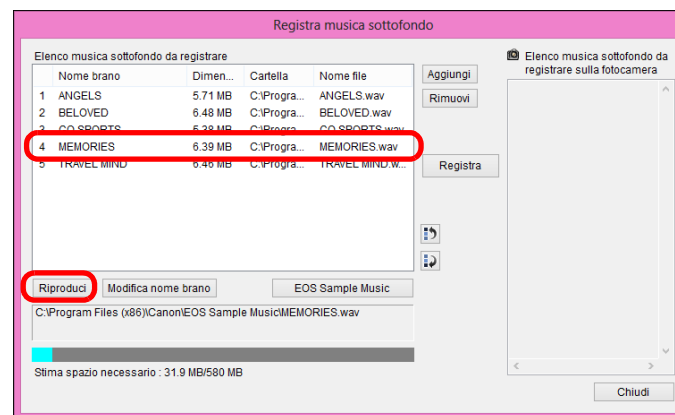 Registra musica sottofondo
Elenco musica sottofondo da registrare
Nome brano Dimen... Cartella Nome file
1 ANGELS 5.71 MB C:\Progra... ANGELS.wav
2 BELOVED 6.48 MB C:\Progra... BELOVED.wav
3 GO SPORTS 5.38 MB C:\Progra... GO SPORTS.wav
4 MEMORIES 6.39 MB C:\Progra... MEMORIES.wav
5 TRAVEL MIND 6.46 MB C:\Progra... TRAVEL MIND.w...
Aggiungi
Rimuovi
Registra
Riproduci Modifica nome brano EOS Sample Music
C:\Program Files (x86)\Canon\EOS Sample Music\MEMORIES.wav
Stima spazio necessario : 31.9 MB/580 MB
Elenco musica sottofondo da
registrare sulla fotocamera
Chiudi